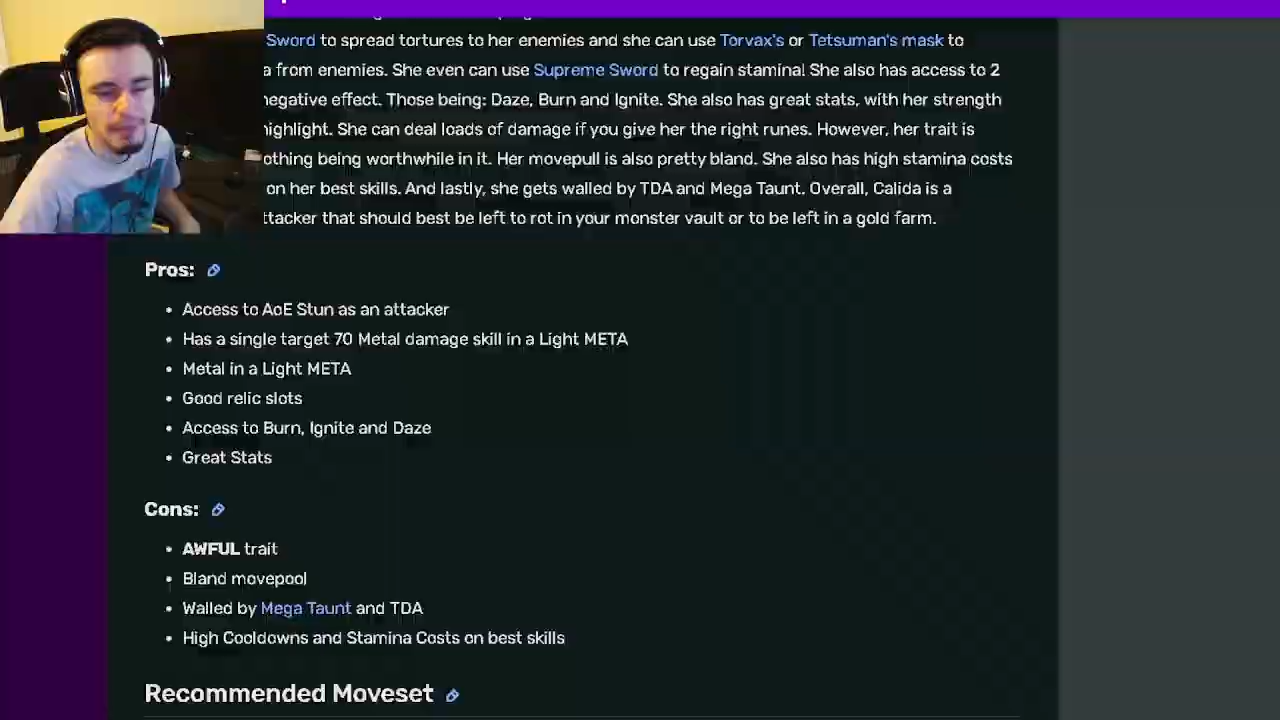 Sword to spread tortures to her enemies and she can use Torvax's or Tetsuman's mask to
a from enemies. She even can use Supreme Sword to regain stamina! She also has access to 2
negative effect. Those being: Daze, Burn and Ignite. She also has great stats, with her strength
highlight. She can deal loads of damage if you give her the right runes. However, her trait is
othing being worthwhile in it. Her movepull is also pretty bland. She also has high stamina costs
on her best skills. And lastly, she gets walled by TDA and Mega Taunt. Overall, Calida is a
ttacker that should best be left to rot in your monster vault or to be left in a gold farm.
Pros:
• Access to AoE Stun as an attacker
• Has a single target 70 Metal damage skill in a Light META
• Metal in a Light META
• Good relic slots
• Access to Burn, Ignite and Daze
• Great Stats
Cons:
• AWFUL trait
• Bland movepool
• Walled by Mega Taunt and TDA
• High Cooldowns and Stamina Costs on best skills
Recommended Moveset